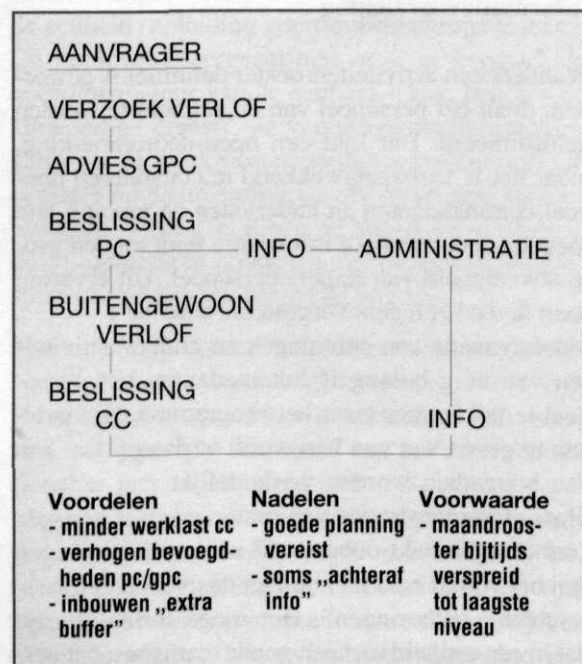 AANVRAGER
VERZOEK VERLOF
ADVIES GPC
BESLISSING
PC INFO ADMINISTRATIE
BUITENGEWOON
VERLOF
BESLISSING
CC INFO
Voordelen
- minder werklast cc
- verhogen bevoegd-
heden pc/gpc
- inbouwen „extra
buffer"
Nadelen
- goede planning
vereist
- soms „achteraf
info"
Voorwaarde
- maandroos-
ter bijtijds
verspreid
tot laagste
niveau